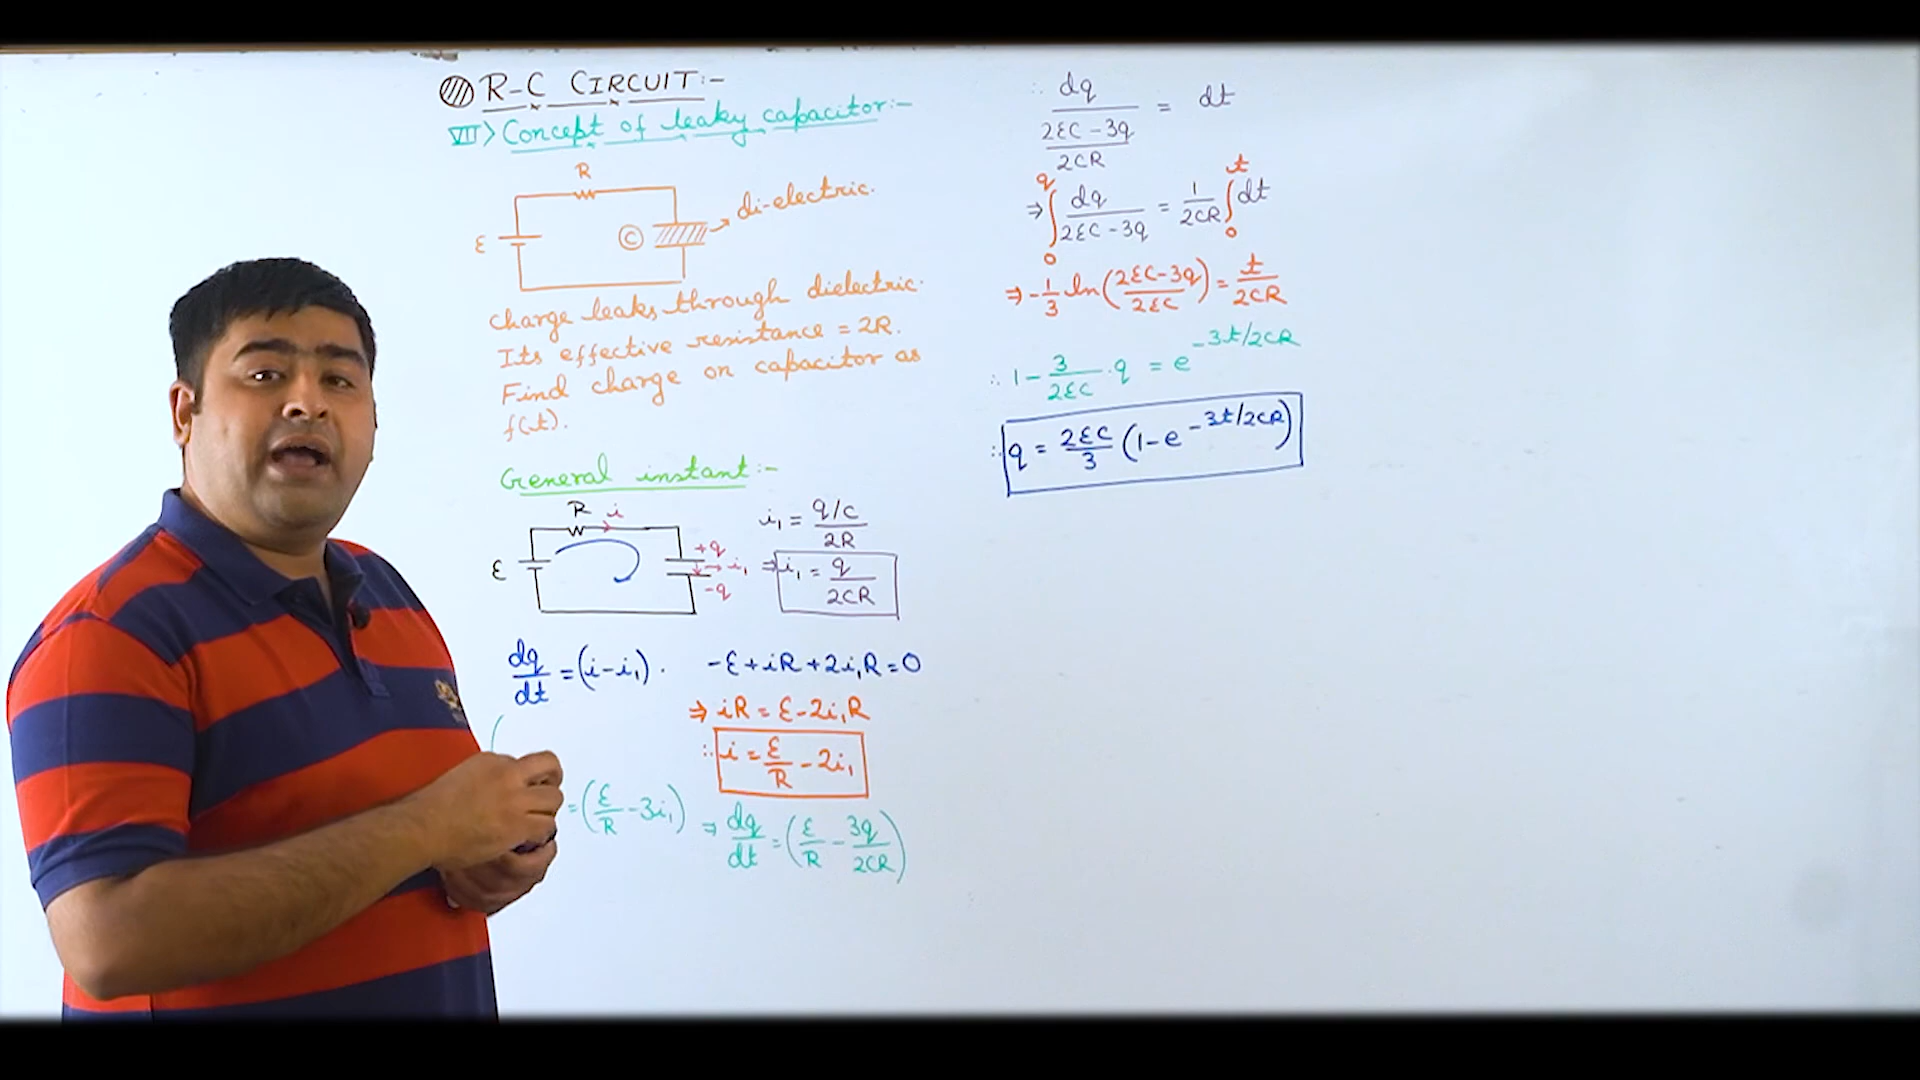 R-C CIRCUIT:-
VII> Concept of leaky capacitor:-
R
ε
C
di-electric.
Charge leaks through dielectric.
Its effective resistance = 2R.
Find charge on capacitor as
f(t).
General instant:-
R i
ε
+q
i₁
-q
i₁ = (q/c)/2R
⇒ i₁ = q/2CR
dq/dt = (i-i₁).
-ε+iR+2i₁R=0
⇒ iR = ε-2i₁R
∴ i = ε/R - 2i₁
= (ε/R - 3i₁)
⇒ dq/dt = (ε/R - 3q/2CR)
∴ dq/((2εC-3q)/2CR) = dt
⇒ ∫₀^q dq/(2εC-3q) = 1/2CR ∫₀^t dt
⇒ -1/3 ln((2εC-3q)/2εC) = t/2CR
∴ 1 - 3/2εC · q = e^(-3t/2CR)
∴ q = 2εC/3 (1-e^(-3t/2CR))